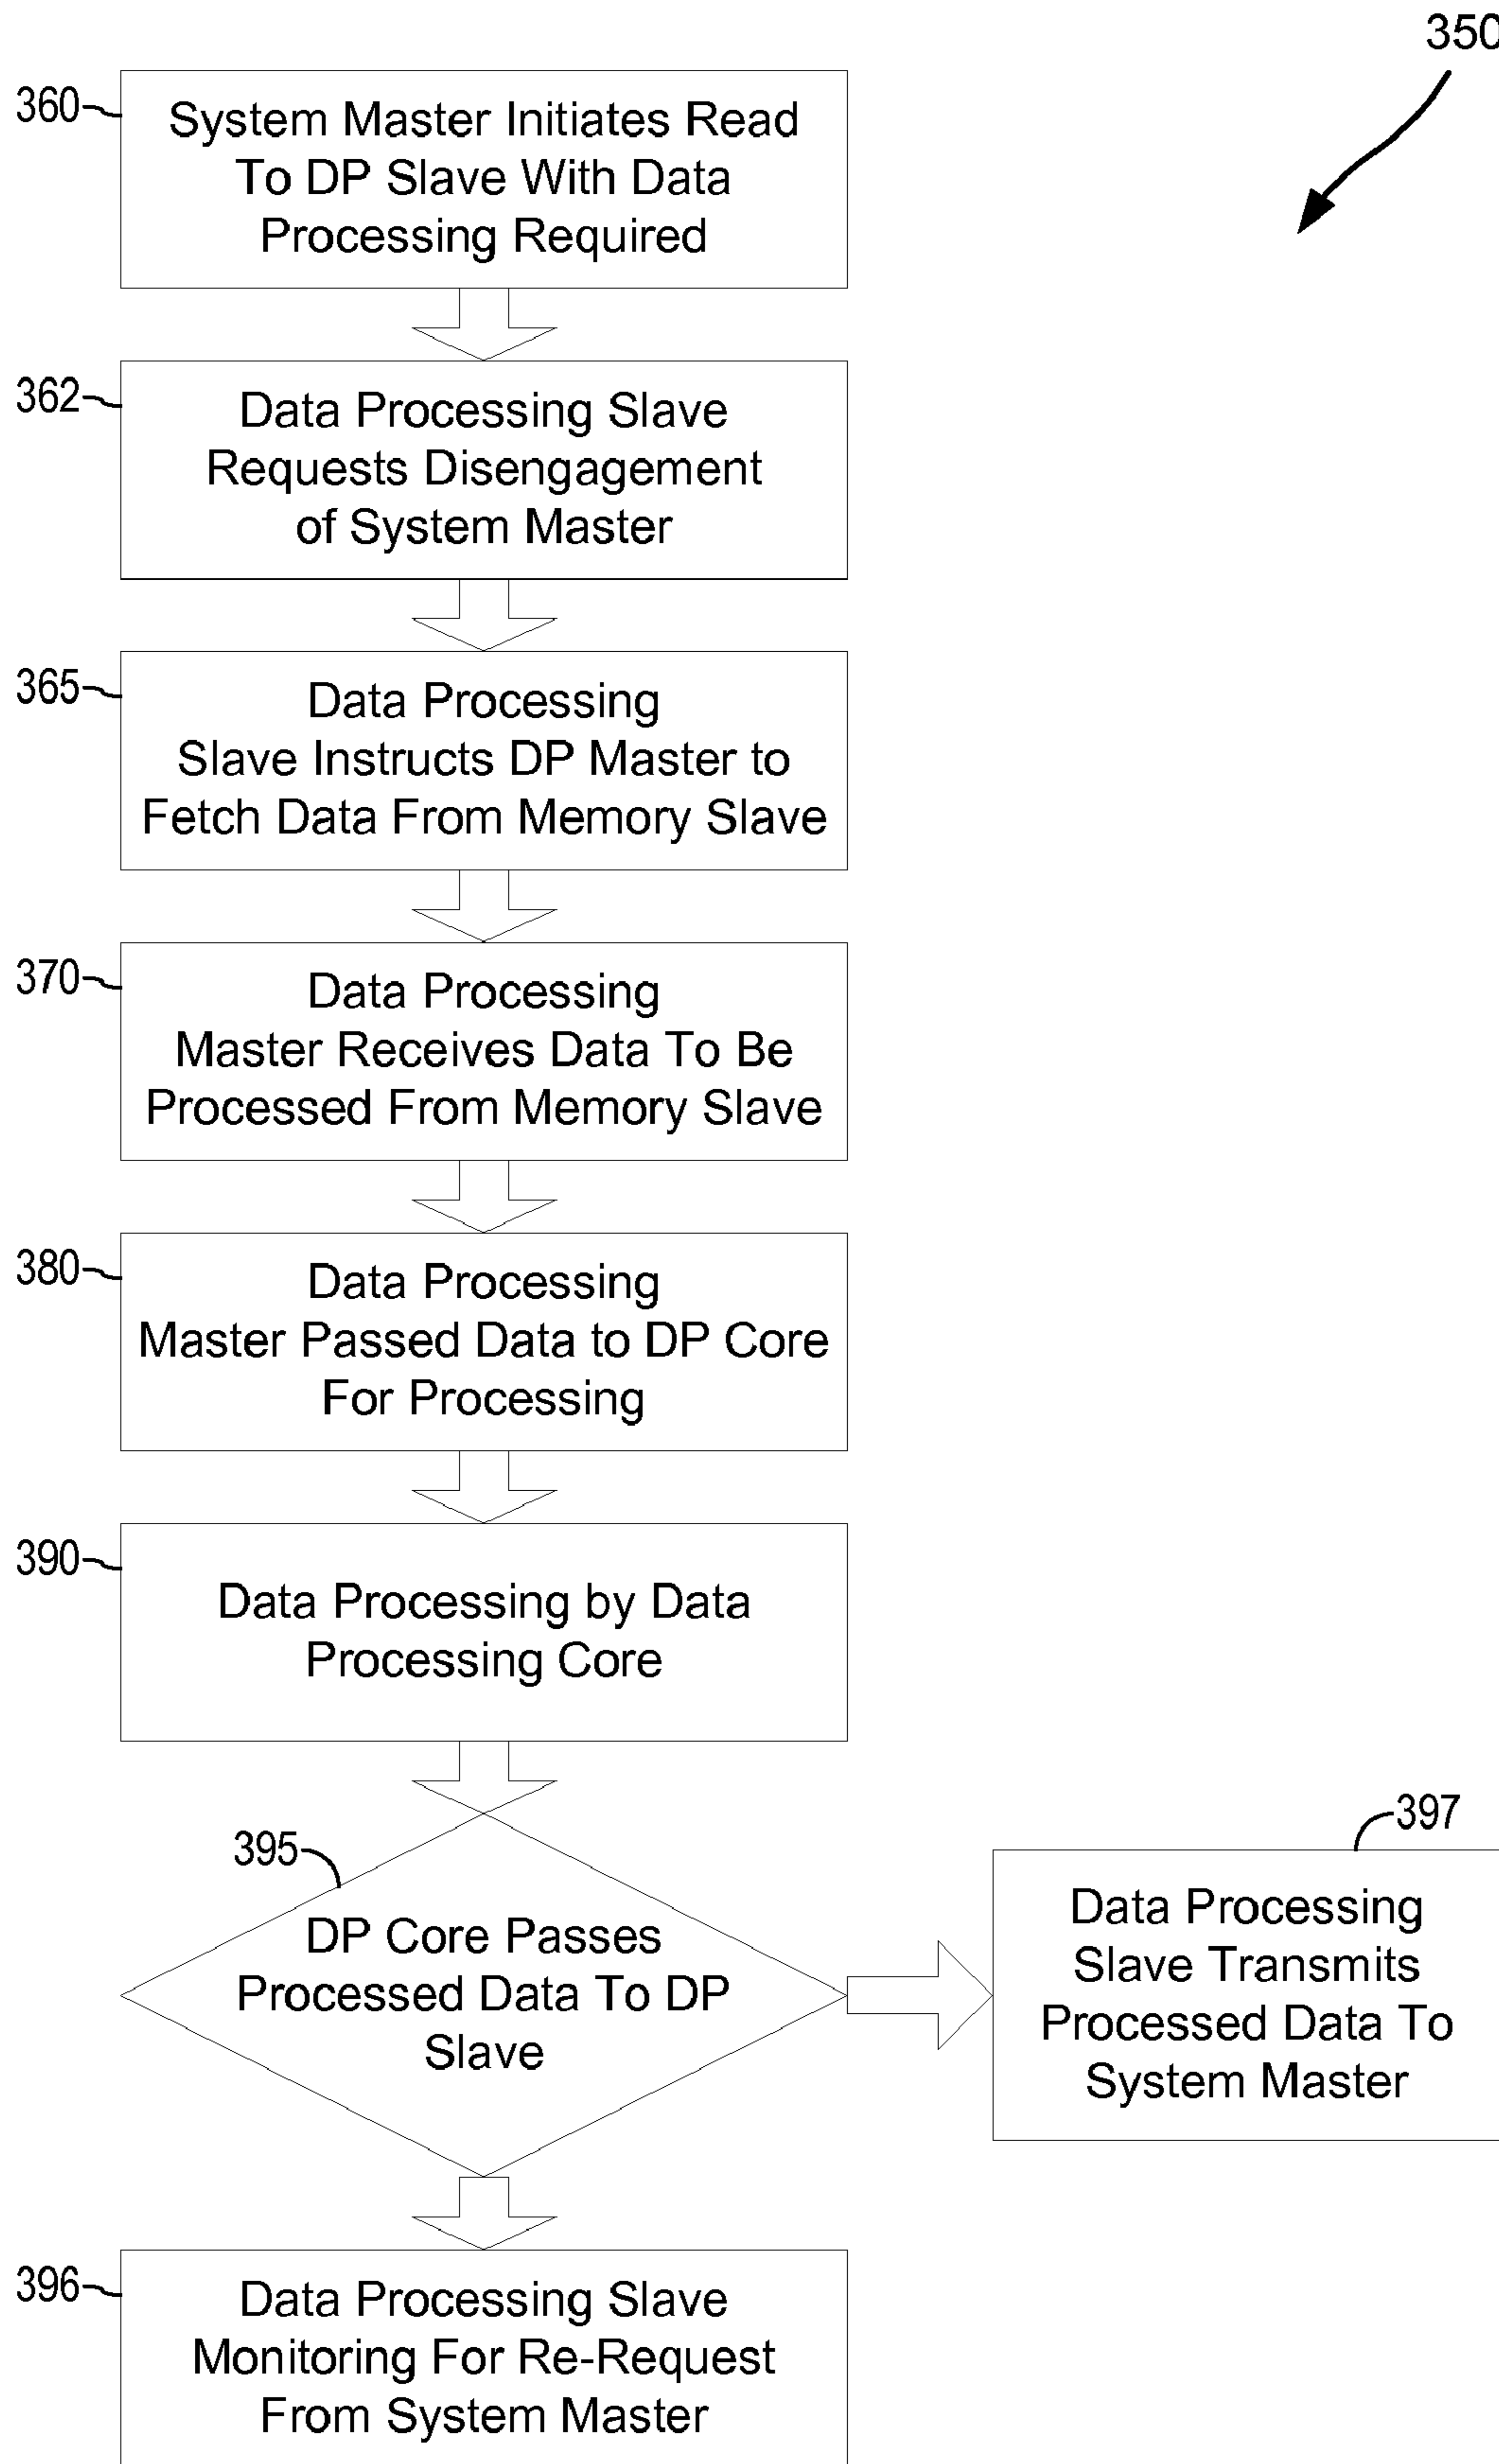 350
360
System Master Initiates Read
To DP Slave With Data
Processing Required
362
Data Processing Slave
Requests Disengagement
of System Master
365
Data Processing
Slave Instructs DP Master to
Fetch Data From Memory Slave
370
Data Processing
Master Receives Data To Be
Processed From Memory Slave
380
Data Processing
Master Passed Data to DP Core
For Processing
390
Data Processing by Data
Processing Core
395
DP Core Passes
Processed Data To DP
Slave
397
Data Processing
Slave Transmits
Processed Data To
System Master
396
Data Processing Slave
Monitoring For Re-Request
From System Master